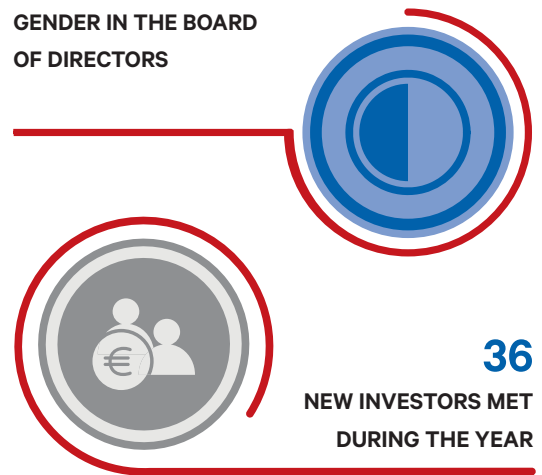 GENDER IN THE BOARD
OF DIRECTORS
€
36
NEW INVESTORS MET
DURING THE YEAR